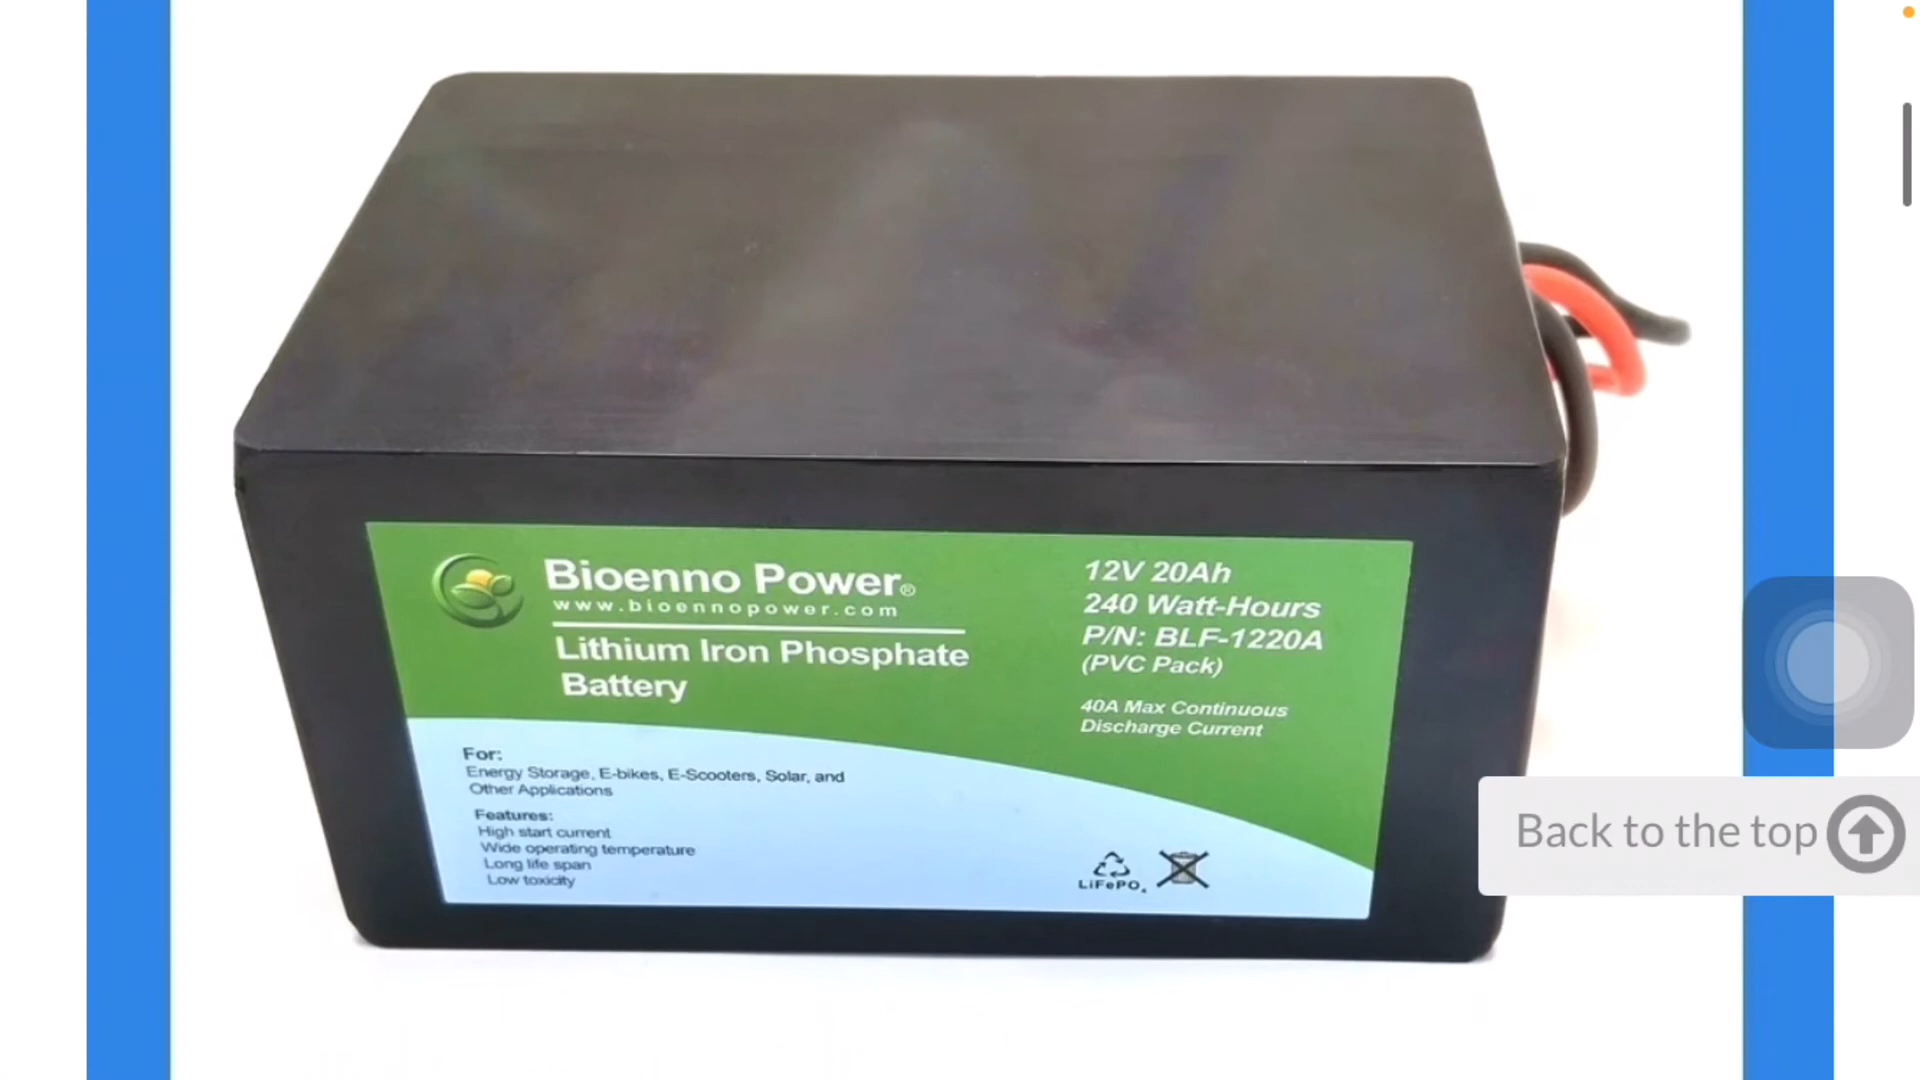 Bioenno Power®
www.bioennopower.com
Lithium Iron Phosphate
Battery
12V 20Ah
240 Watt-Hours
P/N: BLF-1220A
(PVC Pack)
40A Max Continuous
Discharge Current
For:
Energy Storage, E-bikes, E-Scooters, Solar, and
Other Applications
Features:
High start current
Wide operating temperature
Long life span
Low toxicity
LiFePO₄
Back to the top